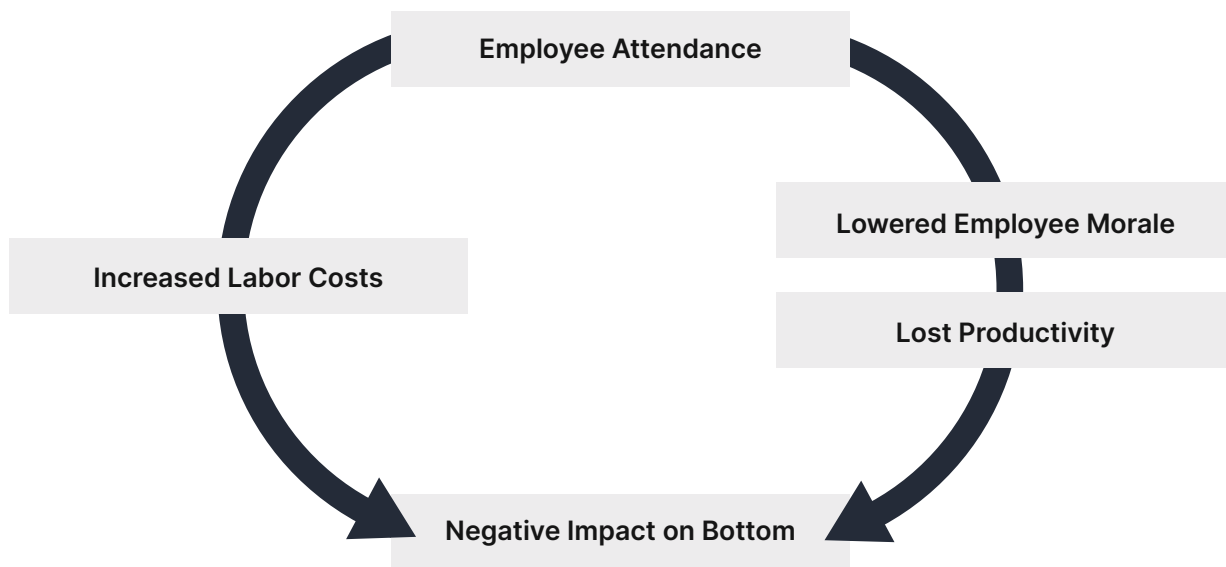 Employee Attendance
Lowered Employee Morale
Increased Labor Costs
Lost Productivity
Negative Impact on Bottom